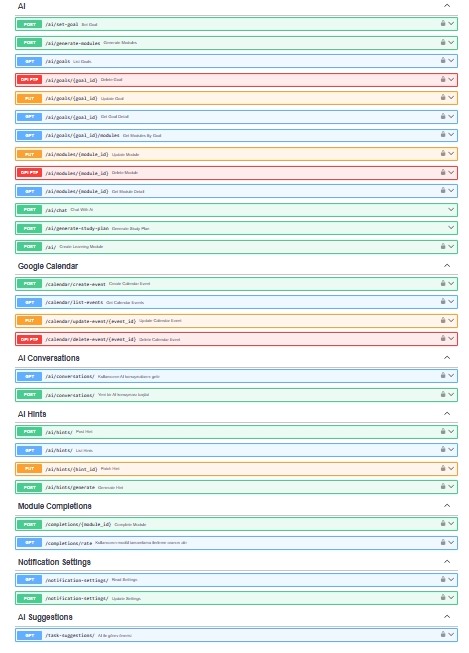 AI
POST /ai/set-goal Set Goal
POST /ai/generate-modules Generate Modules
GET /ai/goals List Goals
DELETE /ai/goals/{goal_id} Delete Goal
PUT /ai/goals/{goal_id} Update Goal
GET /ai/goals/{goal_id} Get Goal Detail
GET /ai/goals/{goal_id}/modules Get Modules By Goal
PUT /ai/modules/{module_id} Update Module
DELETE /ai/modules/{module_id} Delete Module
GET /ai/modules/{module_id} Get Module Detail
POST /ai/chat Chat With AI
POST /ai/generate-study-plan Generate Study Plan
POST /ai/ Create Learning Module
Google Calendar
POST /calendar/create-event Create Calendar Event
GET /calendar/list-events Get Calendar Events
PUT /calendar/update-event/{event_id} Update Calendar Event
DELETE /calendar/delete-event/{event_id} Delete Calendar Event
AI Conversations
GET /ai/conversations/ Kullanıcının AI konuşmalarını getir
POST /ai/conversations/ Yeni bir AI konuşması başlat
AI Hints
POST /ai/hints/ Post Hint
GET /ai/hints/ List Hints
PUT /ai/hints/{hint_id} Hint
POST /ai/hints/generate Generate Hint
Module Completions
POST /completions/{module_id} Complete Module
GET /completions/rate Kullanıcının modül tamamlama
Notification Settings
GET /notification-settings/ Read Settings
POST /notification-settings/ Update Settings
AI Suggestions
GET /task-suggestions/ AI ile görev önerisi